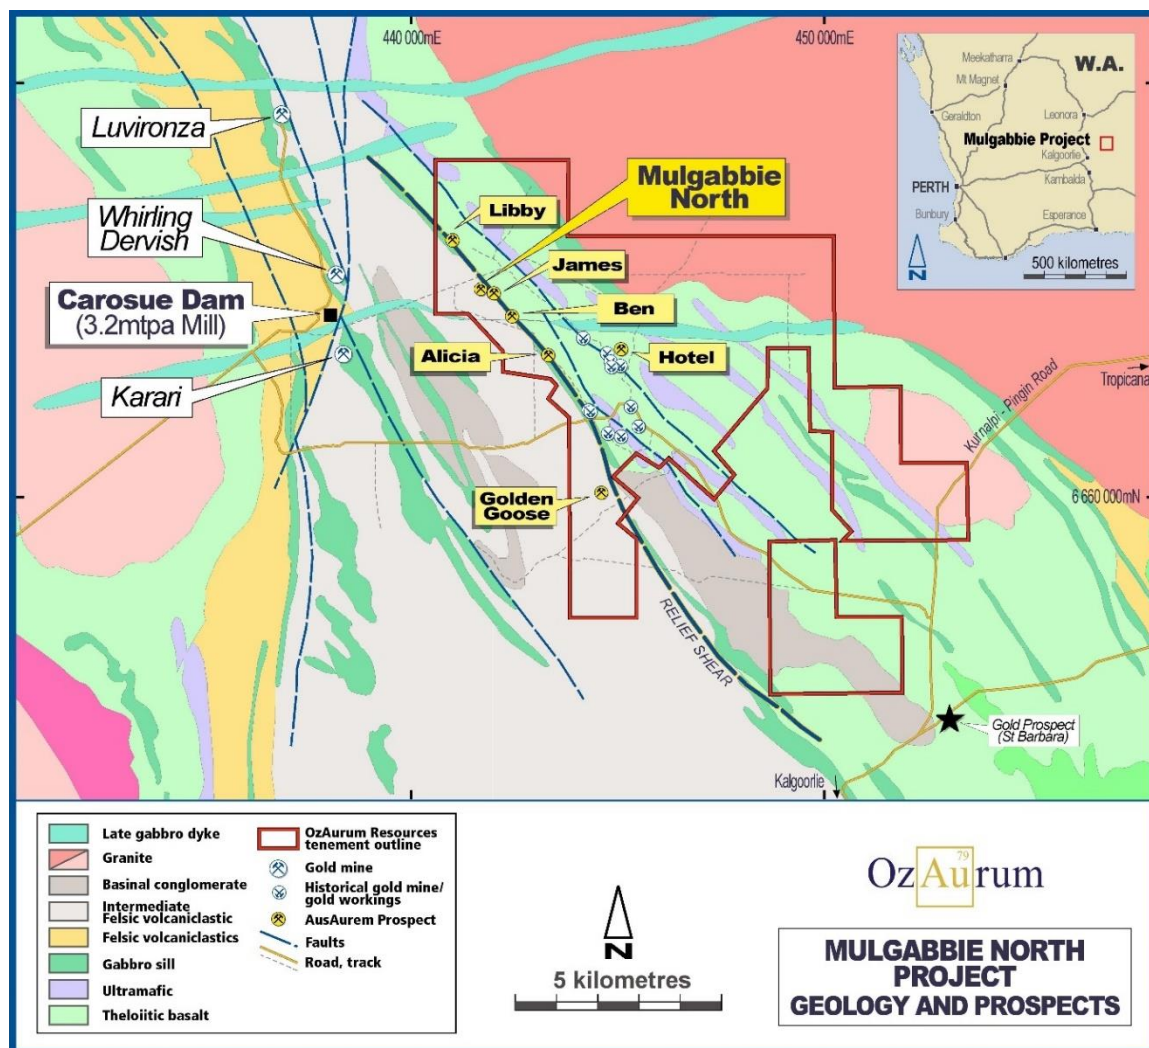 440 000mE
450 000mE
W.A.
Meekatharra
Mt Magnet
Leonora
Geraldton
Mulgabbie Project
Kalgoorlie
PERTH
Kambalda
Bunbury
Esperance
N
500 kilometres
Luvironza
Mulgabbie
North
Libby
Whirling
Dervish
James
Carosue Dam
(3.2mtpa Mill)
Ben
Alicia
Hotel
Karari
Tropicana
Kurnalpi - Pingin Road
Golden
Goose
6 660 000mN
RELIEF SHEAR
Gold Prospect
(St Barbara)
Kalgoorlie
Late gabbro dyke
Granite
Basinal conglomerate
Intermediate
Felsic volcaniclastic
Felsic volcaniclastics
Gabbro sill
Ultramafic
Theloiitic basalt
OzAurum Resources
tenement outline
Gold mine
Historical gold mine/
gold workings
AusAurem Prospect
Faults
Road, track
N
5 kilometres
79
OzAurum
MULGABBIE NORTH
PROJECT
GEOLOGY AND PROSPECTS